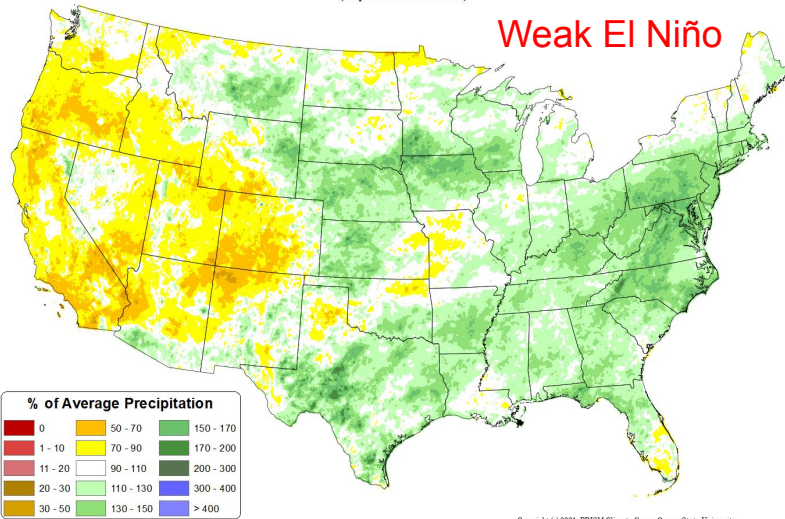 Weak El Niño
% of Average Precipitation
0 50 - 70 150 - 170
1 - 10 70 - 90 170 - 200
11 - 20 90 - 110 200 - 300
20 - 30 110 - 130 300 - 400
30 - 50 130 - 150 > 400